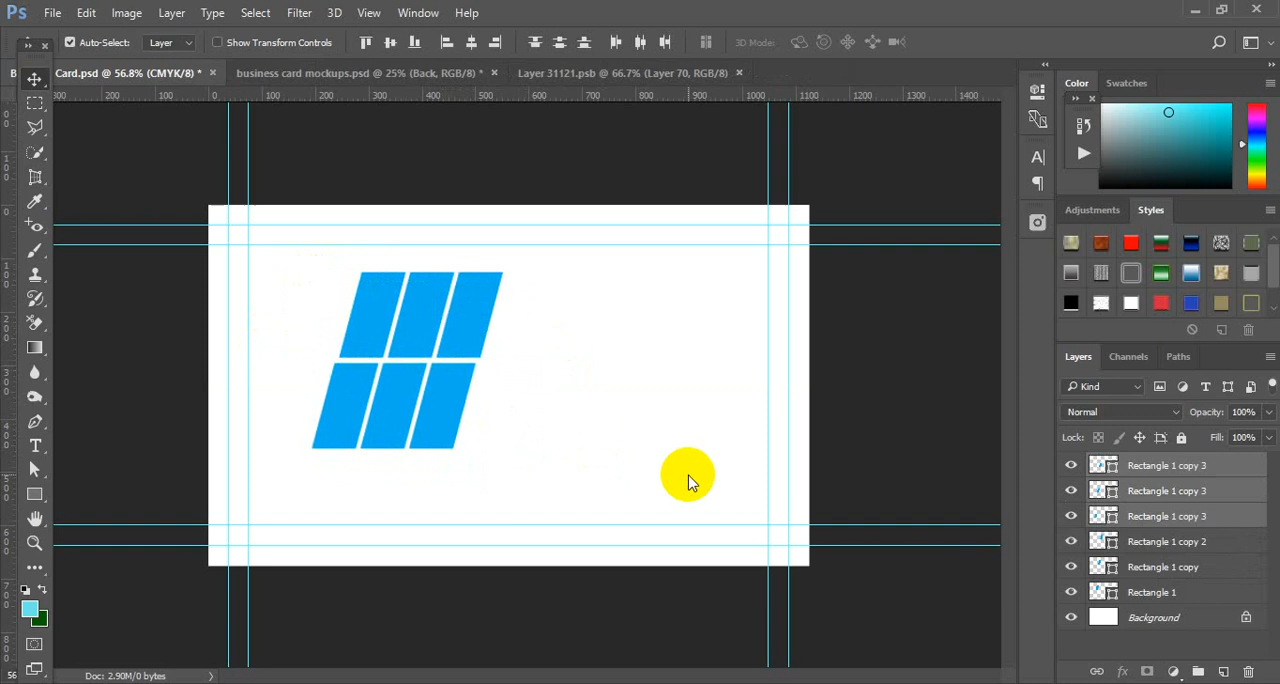 Ps File Edit Image Layer Type Select Filter 3D View Window Help
Auto-Select: Layer Show Transform Controls 3D Mode:
Card.psd @ 56.8% (CMYK/8) * × business card mockups.psd @ 25% (Back, RGB/8) * × Layer 31121.psb @ 66.7% (Layer 70, RGB/8) ×
200 100 0 100 200 300 400 500 600 700 800 900 1000 1100 1200 1300 1400
Color Swatches
Adjustments Styles
Layers Channels Paths
Kind
Normal Opacity: 100%
Lock: Fill: 100%
Rectangle 1 copy 3
Rectangle 1 copy 3
Rectangle 1 copy 3
Rectangle 1 copy 2
Rectangle 1 copy
Rectangle 1
Background
56 Doc: 2.90M/0 bytes